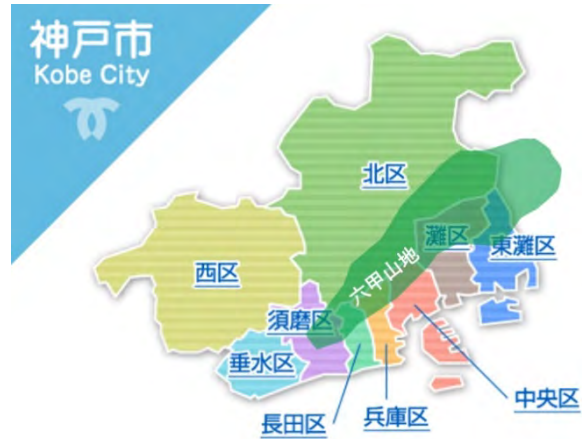 神戸市
Kobe City
北区
灘区
東灘区
六甲山地
西区
須磨区
垂水区
中央区
兵庫区
長田区